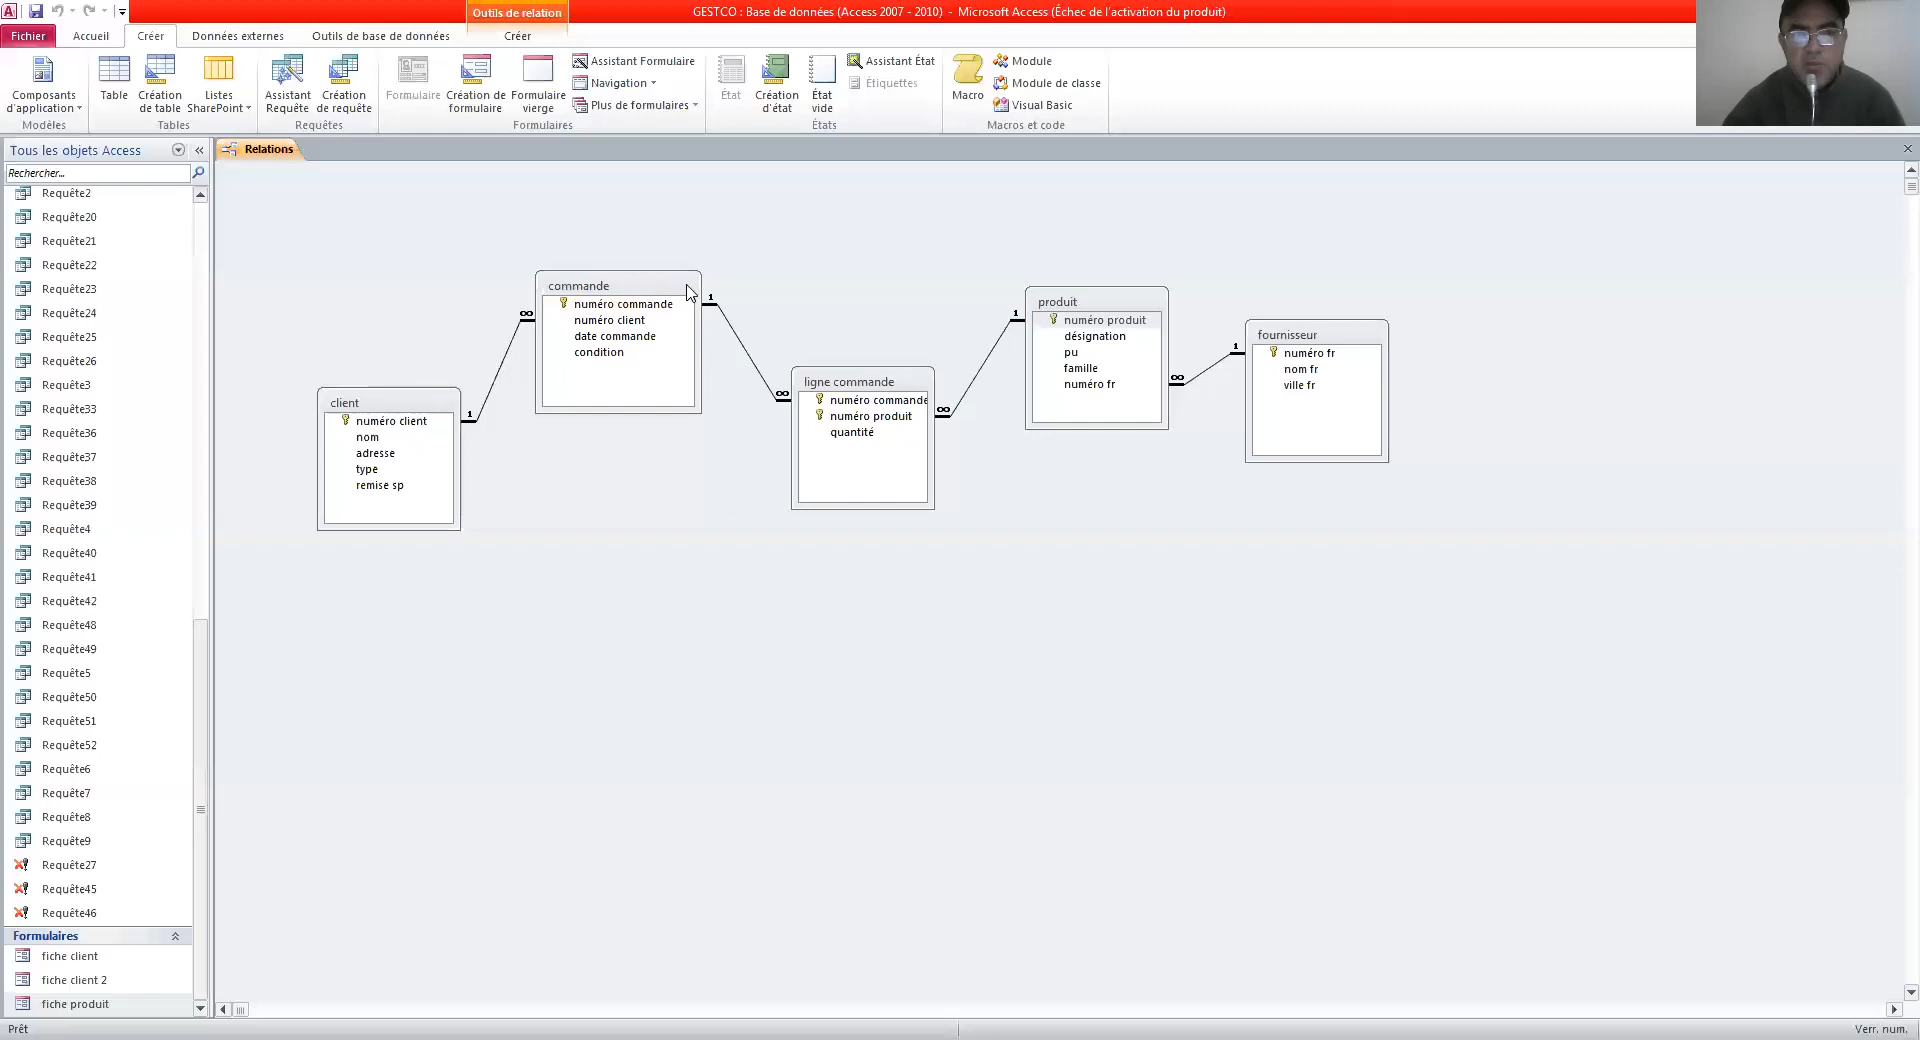 Outils de relation
GESTCO : Base de données (Access 2007 - 2010) - Microsoft Access (Échec de l'activation du produit)
Fichier
Accueil
Créer
Données externes
Outils de base de données
Créer
Composants d'application
Modèles
Table
Création de table
Listes SharePoint
Tables
Assistant Requête
Création de requête
Requêtes
Formulaire
Création de formulaire
Formulaire vierge
Assistant Formulaire
Navigation
Plus de formulaires
Formulaires
État
Création d'état
État vide
Assistant État
Étiquettes
États
Macro
Module
Module de classe
Visual Basic
Macros et code
Tous les objets Access
Rechercher...
Requête2
Requête20
Requête21
Requête22
Requête23
Requête24
Requête25
Requête26
Requête3
Requête33
Requête36
Requête37
Requête38
Requête39
Requête4
Requête40
Requête41
Requête42
Requête48
Requête49
Requête5
Requête50
Requête51
Requête52
Requête6
Requête7
Requête8
Requête9
Requête27
Requête45
Requête46
Formulaires
fiche client
fiche client 2
fiche produit
Relations
client
numéro client
nom
adresse
type
remise sp
1
∞
commande
numéro commande
numéro client
date commande
condition
1
∞
ligne commande
numéro commande
numéro produit
quantité
∞
1
produit
numéro produit
désignation
pu
famille
numéro fr
∞
1
fournisseur
numéro fr
nom fr
ville fr
Prêt
Verr. num.